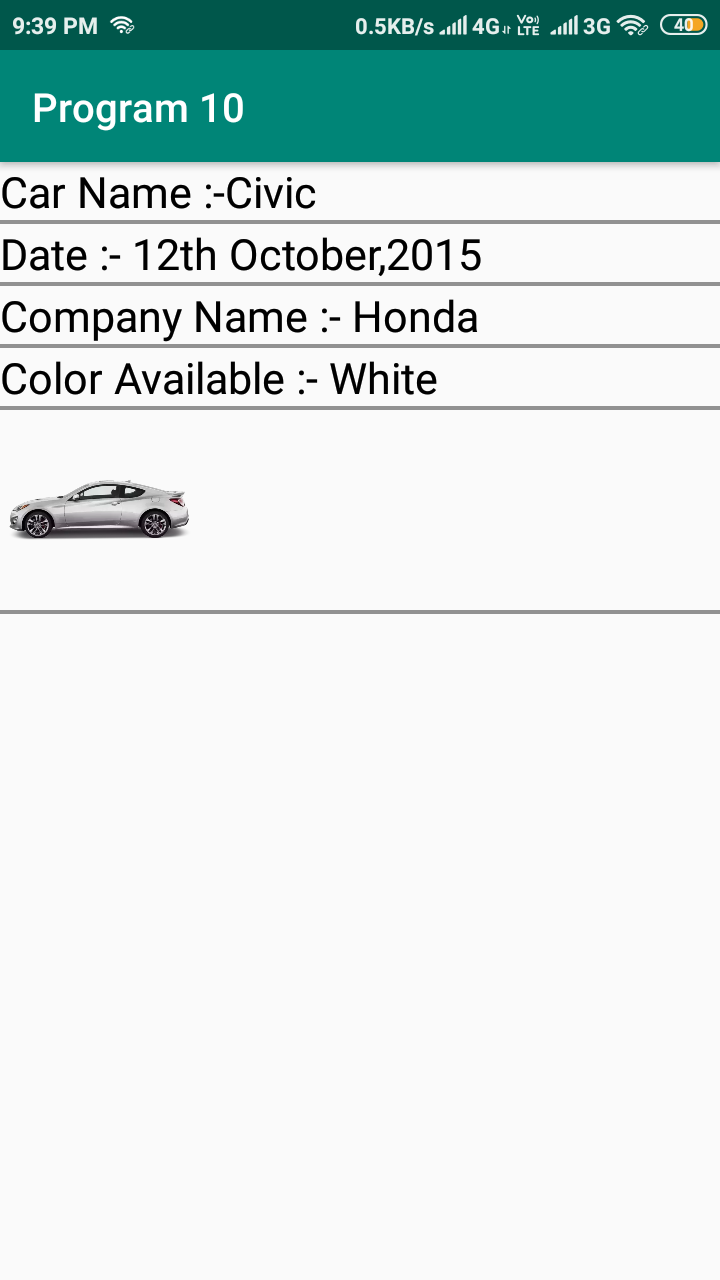 9:39 PM 0.5KB/s 4G Vo) LTE 3G 40
Program 10
Car Name :-Civic
Date :- 12th October,2015
Company Name :- Honda
Color Available :- White